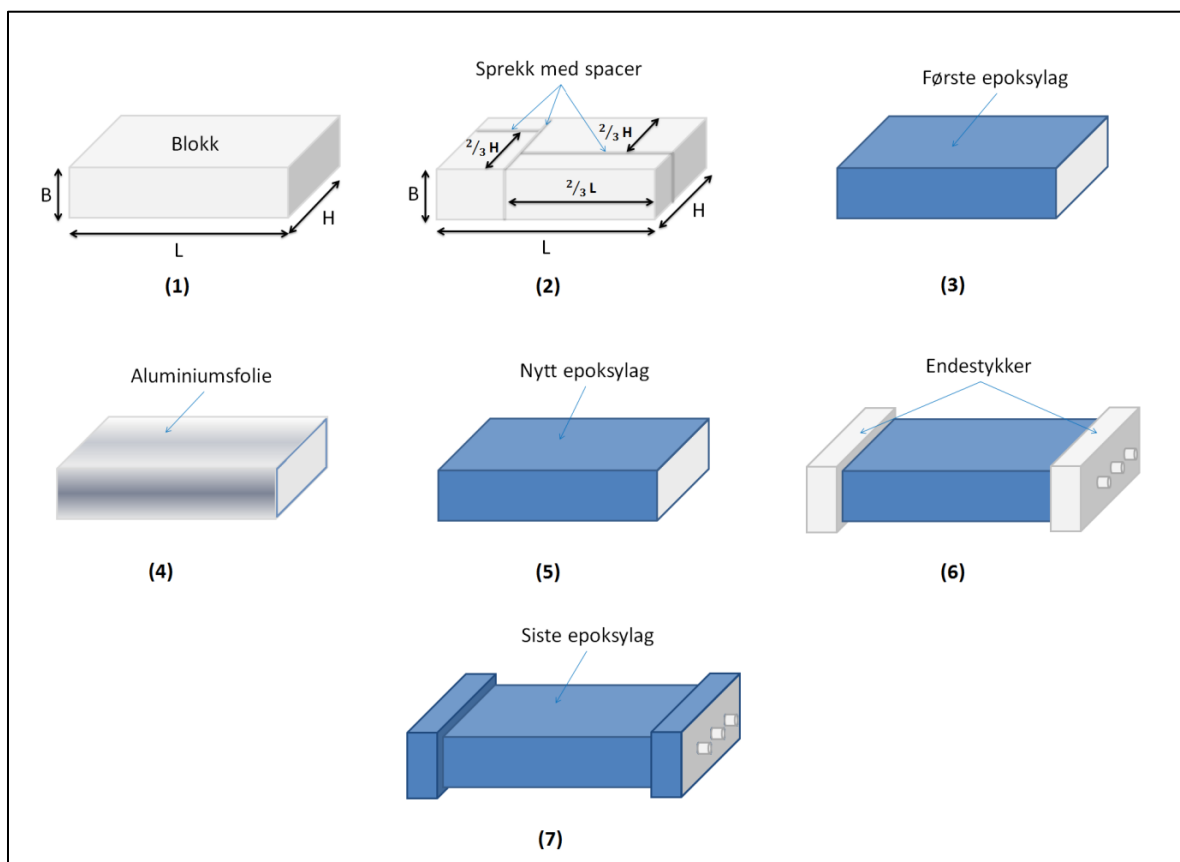 Blokk
B
H
L
(1)
Sprekk med spacer
2/3 H
2/3 H
2/3 L
B
H
L
(2)
Første epoksylag
(3)
Aluminiumsfolie
(4)
Nytt epoksylag
(5)
Endestykker
(6)
Siste epoksylag
(7)